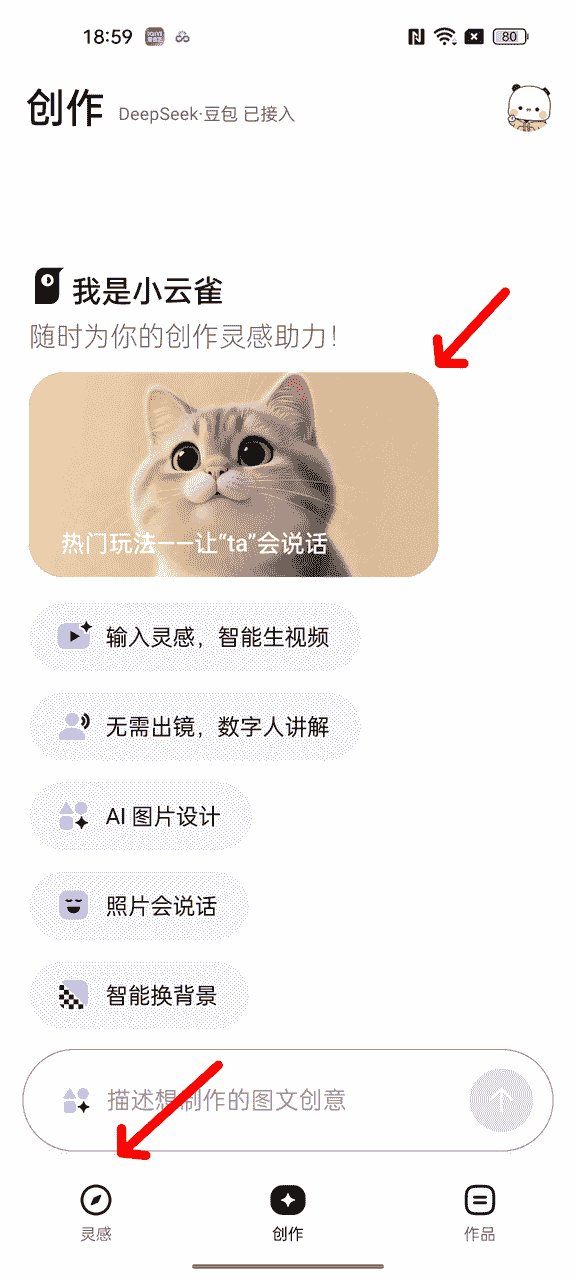 18:59
80
创作 DeepSeek·豆包 已接入
我是小云雀
随时为你的创作灵感助力！
热门玩法——让“ta”会说话
输入灵感，智能生视频
无需出镜，数字人讲解
AI 图片设计
照片会说话
智能换背景
描述想制作的图文创意
灵感
创作
作品